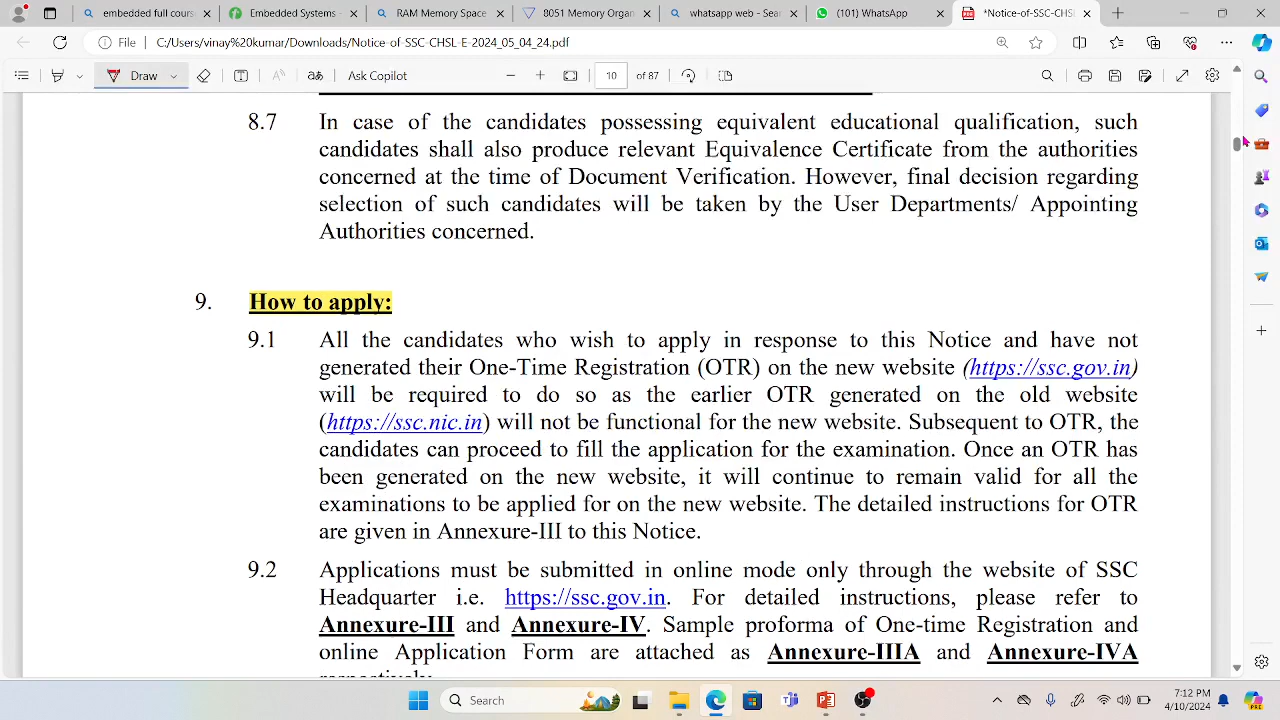 embedded full cours
Embedded Systems -
RAM Memory Space
8051 Memory Organ
whatsapp web - Sear
(101) WhatsApp
*Notice-of-SSC-CHSL
File
C:/Users/vinay%20kumar/Downloads/Notice-of-SSC-CHSL-E-2024_05_04_24.pdf
Draw
Ask Copilot
10 of 87
8.7 In case of the candidates possessing equivalent educational qualification, such
candidates shall also produce relevant Equivalence Certificate from the authorities
concerned at the time of Document Verification. However, final decision regarding
selection of such candidates will be taken by the User Departments/ Appointing
Authorities concerned.
9. How to apply:
9.1 All the candidates who wish to apply in response to this Notice and have not
generated their One-Time Registration (OTR) on the new website (https://ssc.gov.in)
will be required to do so as the earlier OTR generated on the old website
(https://ssc.nic.in) will not be functional for the new website. Subsequent to OTR, the
candidates can proceed to fill the application for the examination. Once an OTR has
been generated on the new website, it will continue to remain valid for all the
examinations to be applied for on the new website. The detailed instructions for OTR
are given in Annexure-III to this Notice.
9.2 Applications must be submitted in online mode only through the website of SSC
Headquarter i.e. https://ssc.gov.in. For detailed instructions, please refer to
Annexure-III and Annexure-IV. Sample proforma of One-time Registration and
online Application Form are attached as Annexure-IIIA and Annexure-IVA
respectively.
Search
7:12 PM
4/10/2024